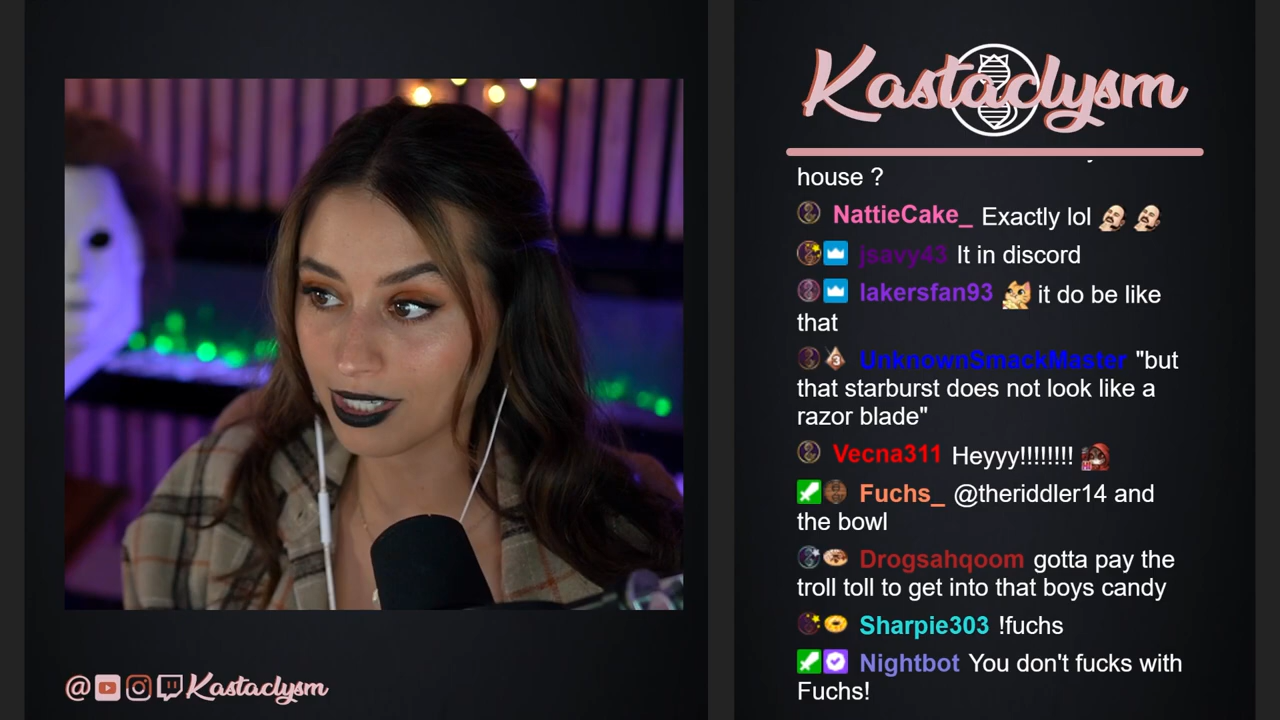 Kastaclysm
house ?
NattieCake_ Exactly lol
jsavy43 It in discord
lakersfan93 it do be like
that
UnknownSmackMaster "but
that starburst does not look like a
razor blade"
Vecna311 Heyyy!!!!!!!!
Fuchs_ @theriddler14 and
the bowl
Drogsahqoom gotta pay the
troll toll to get into that boys candy
Sharpie303 !fuchs
Nightbot You don't fucks with
Fuchs!
@ Kastaclysm